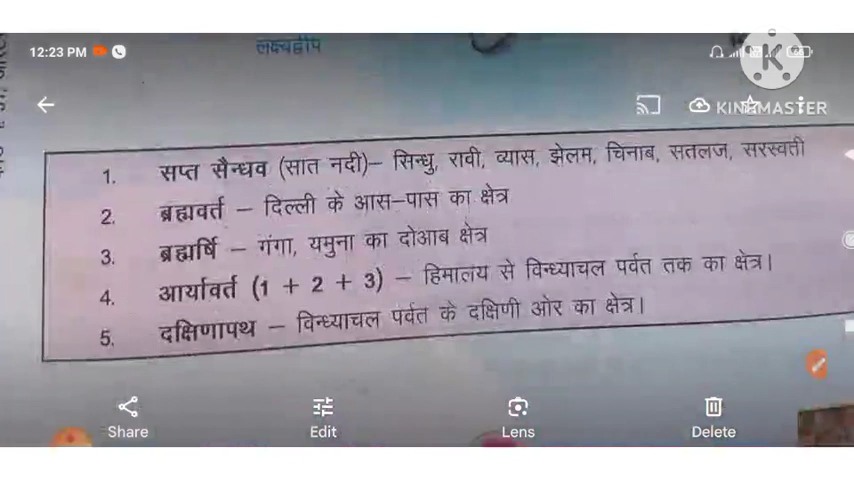 लक्ष्यद्वीप
12:23 PM
KINEMASTER
1. सप्त सैन्धव (सात नदी)– सिन्धु, रावी, व्यास, झेलम, चिनाब, सतलज, सरस्वती
2. ब्रह्मवर्त – दिल्ली के आस-पास का क्षेत्र
3. ब्रह्मर्षि – गंगा, यमुना का दोआब क्षेत्र
4. आर्यावर्त (1 + 2 + 3) – हिमालय से विन्ध्याचल पर्वत तक का क्षेत्र।
5. दक्षिणापथ – विन्ध्याचल पर्वत के दक्षिणी ओर का क्षेत्र।
Share Edit Lens Delete